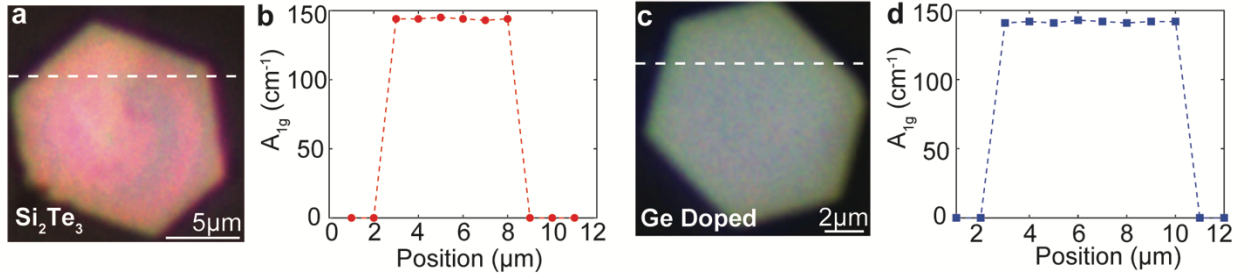 a
Si₂Te₃
5μm
b
A₁g (cm⁻¹)
150
100
50
0
0 2 4 6 8 10 12
Position (μm)
c
Ge Doped
2μm
d
A₁g (cm⁻¹)
150
100
50
0
2 4 6 8 10 12
Position (μm)